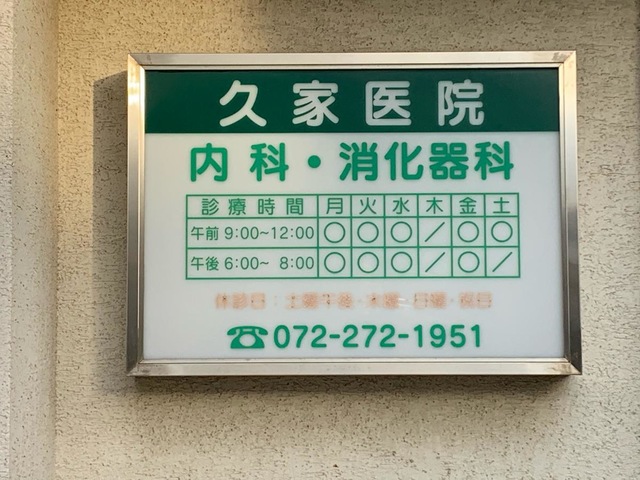 久家医院
内科・消化器科
診療時間 月 火 水 木 金 土
午前 9:00~12:00 ○ ○ ○ ／ ○ ○
午後 6:00~ 8:00 ○ ○ ○ ／ ○ ／
休診日：土曜午後・木曜・日曜・祝日
☎072-272-1951